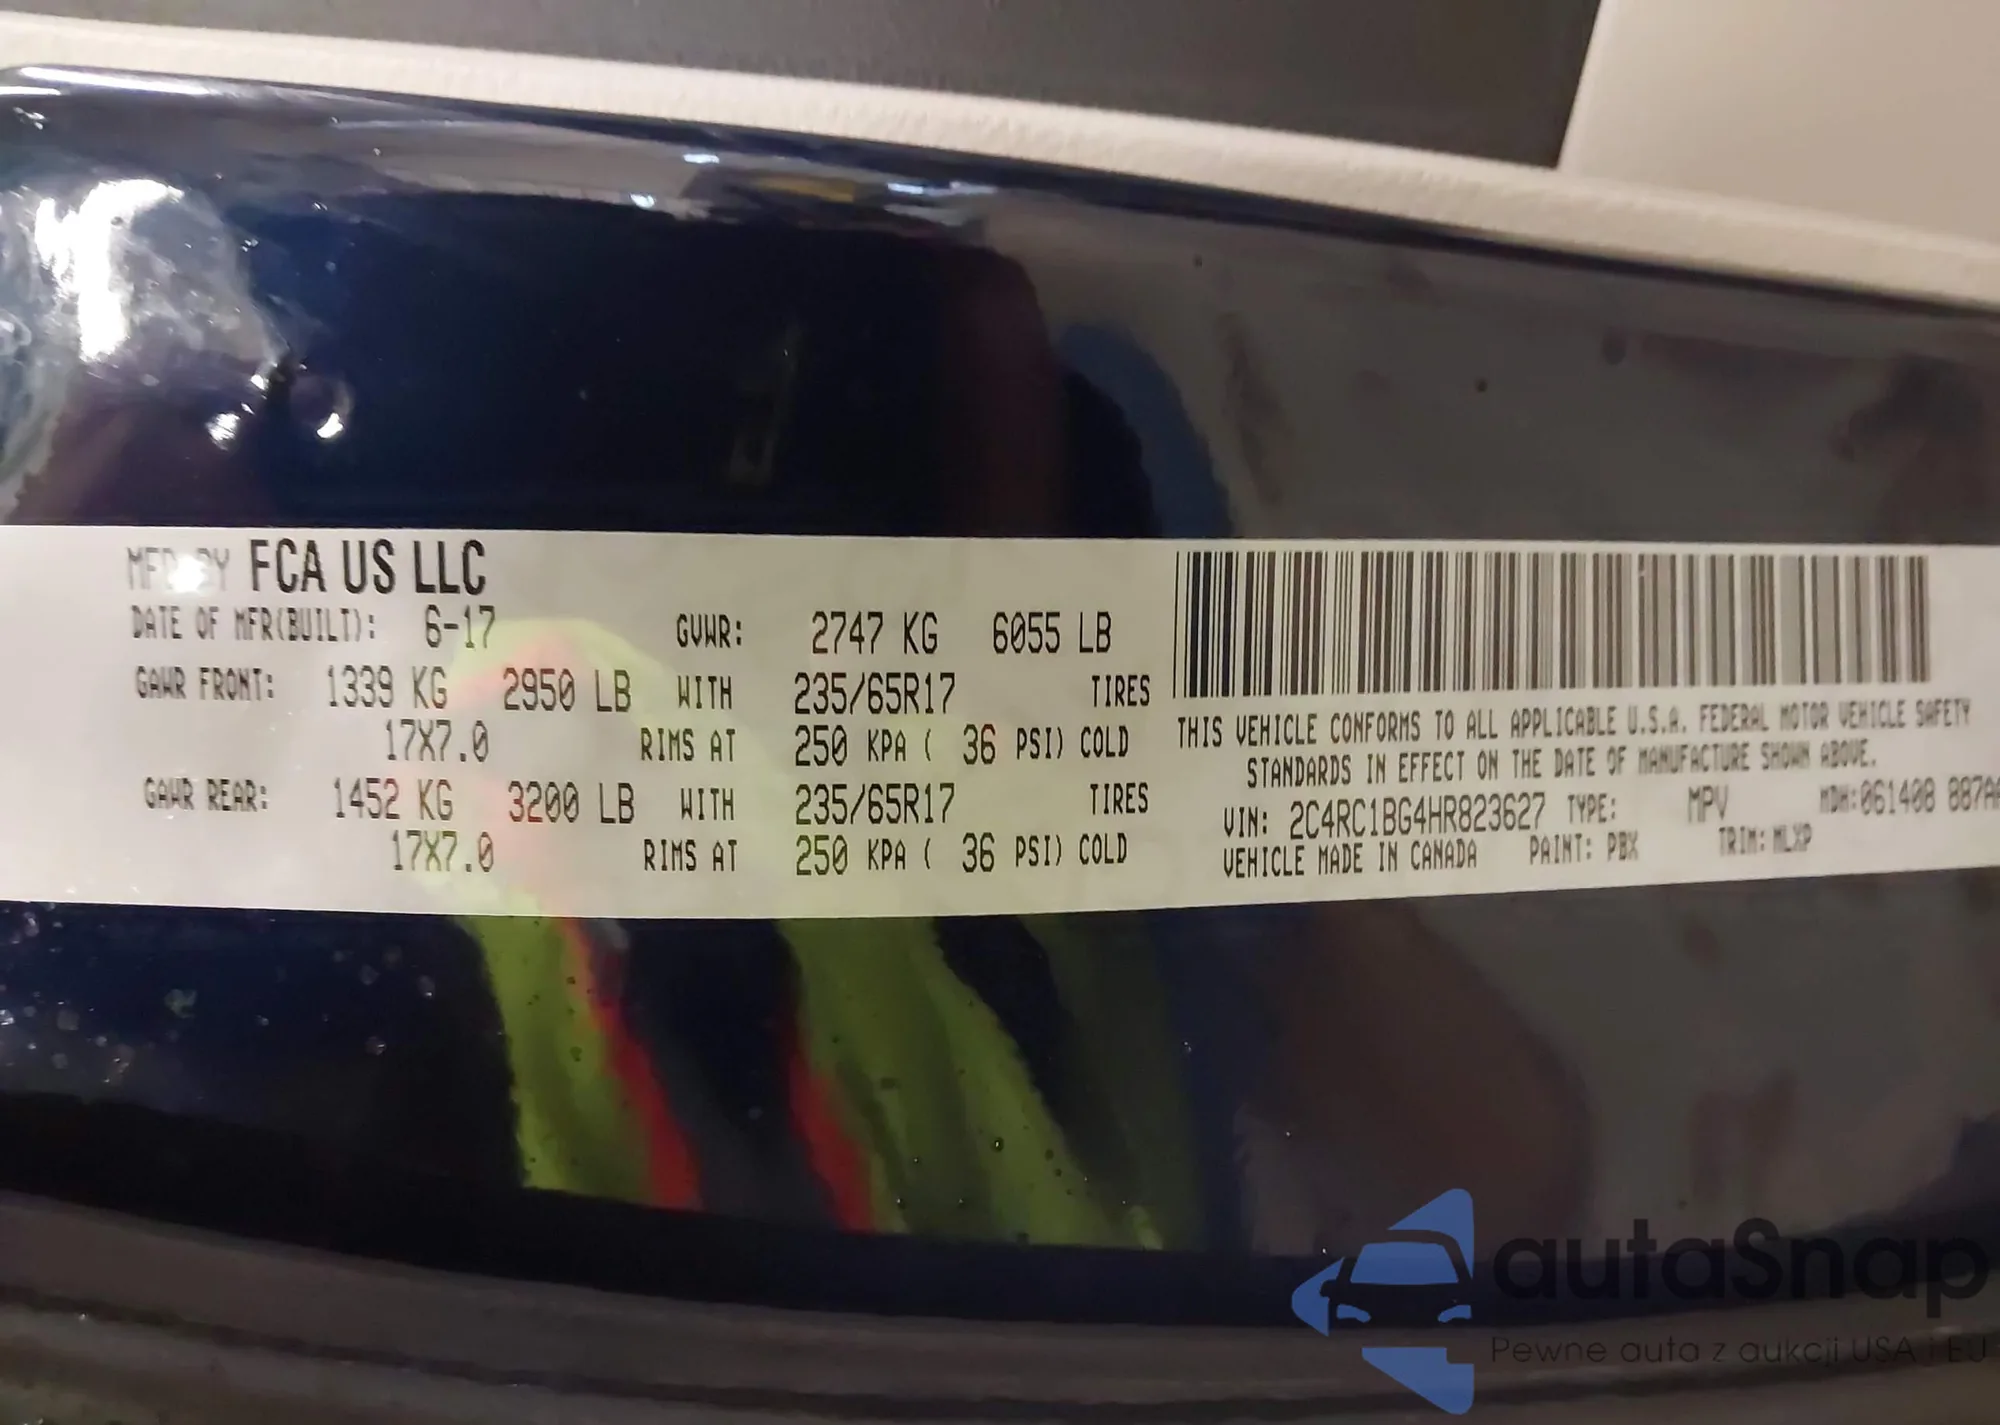 MFD BY FCA US LLC
DATE OF MFR(BUILT): 6-17 GVWR: 2747 KG 6055 LB
GAWR FRONT: 1339 KG 2950 LB WITH 235/65R17 TIRES
17X7.0 RIMS AT 250 KPA ( 36 PSI) COLD
GAWR REAR: 1452 KG 3200 LB WITH 235/65R17 TIRES
17X7.0 RIMS AT 250 KPA ( 36 PSI) COLD
THIS VEHICLE CONFORMS TO ALL APPLICABLE U.S.A. FEDERAL MOTOR VEHICLE SAFETY
STANDARDS IN EFFECT ON THE DATE OF MANUFACTURE SHOWN ABOVE.
VIN: 2C4RC1BG4HR823627 TYPE: MPV MDH:061408
VEHICLE MADE IN CANADA PAINT: PBX TRIM: MLXP
autaSnap
Pewne auta z aukcji USA i EU